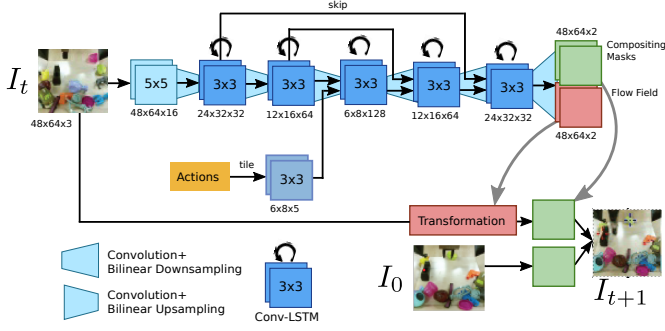 skip
48x64x2
Compositing
Masks
I_t
5x5
3x3
3x3
3x3
3x3
3x3
Flow Field
48x64x3
48x64x16
24x32x32
12x16x64
6x8x128
12x16x64
24x32x32
48x64x2
Actions
tile
3x3
6x8x5
Transformation
I_0
I_{t+1}
Convolution+
Bilinear Downsampling
Convolution+
Bilinear Upsampling
3x3
Conv-LSTM